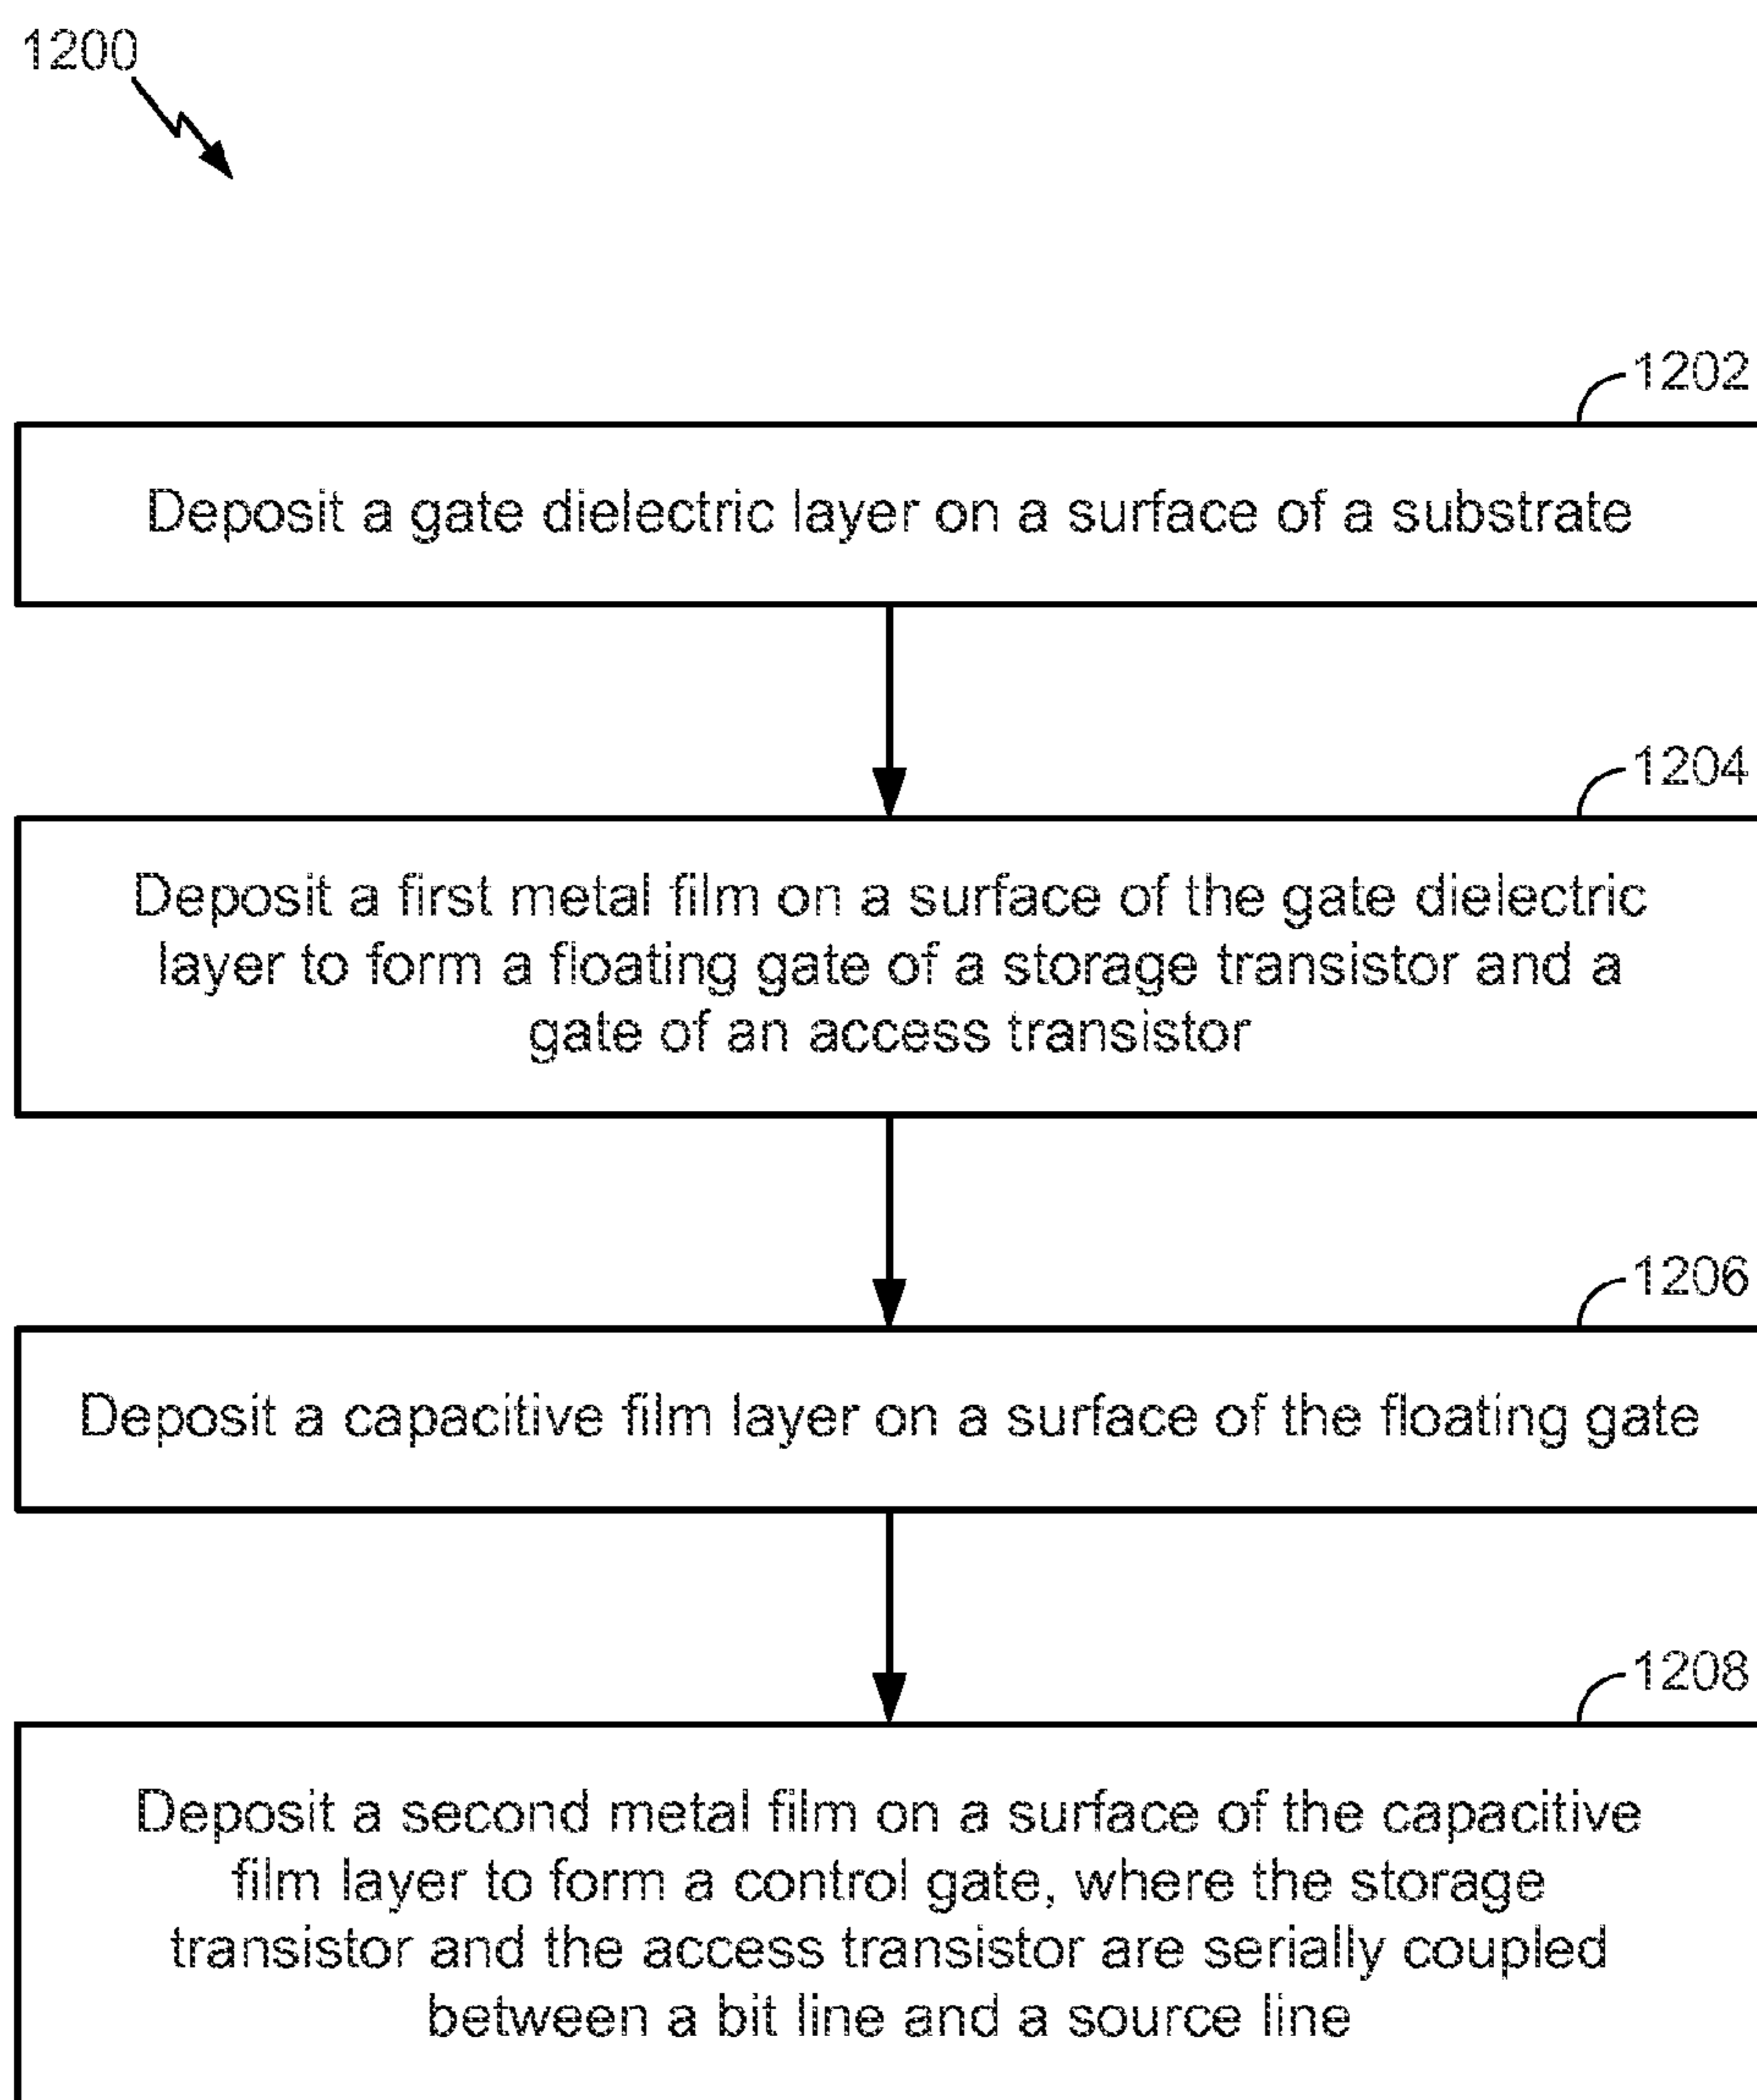 1200
1202
Deposit a gate dielectric layer on a surface of a substrate
1204
Deposit a first metal film on a surface of the gate dielectric
layer to form a floating gate of a storage transistor and a
gate of an access transistor
1206
Deposit a capacitive film layer on a surface of the floating gate
1208
Deposit a second metal film on a surface of the capacitive
film layer to form a control gate, where the storage
transistor and the access transistor are serially coupled
between a bit line and a source line